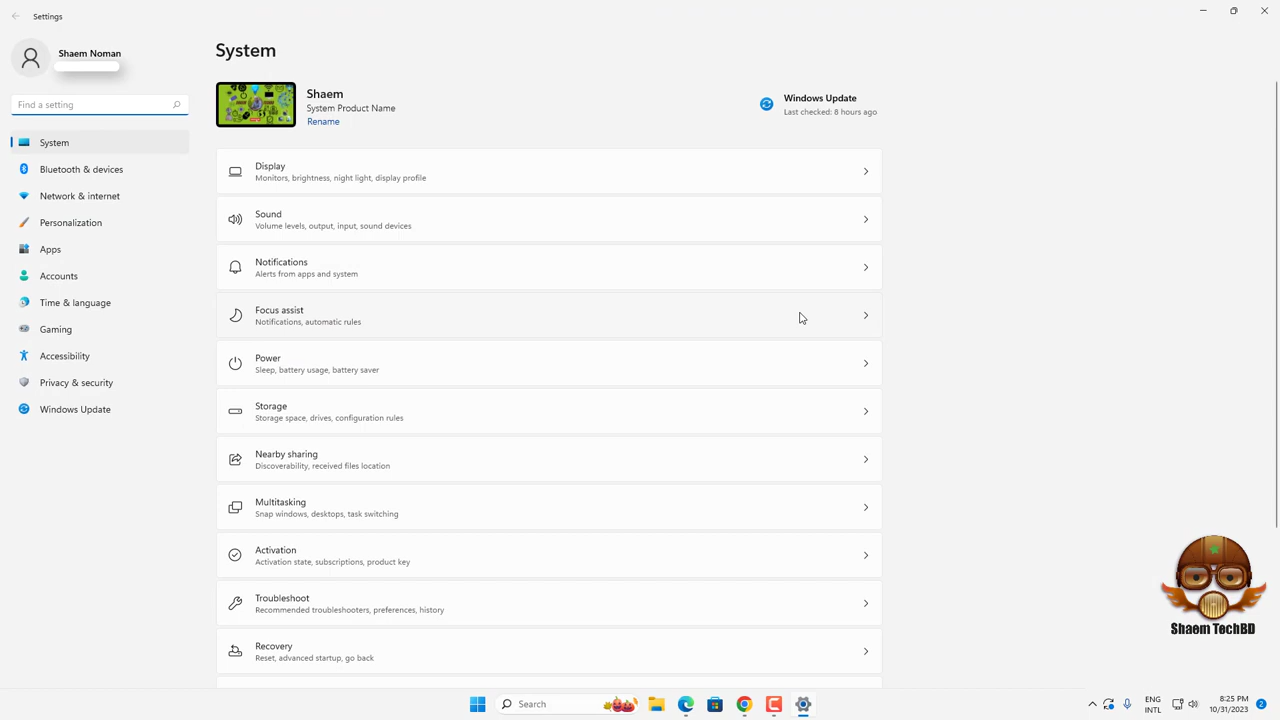 Settings
Shaem Noman
Find a setting
System
Bluetooth & devices
Network & internet
Personalization
Apps
Accounts
Time & language
Gaming
Accessibility
Privacy & security
Windows Update
System
Shaem
System Product Name
Rename
Windows Update
Last checked: 8 hours ago
Display
Monitors, brightness, night light, display profile
Sound
Volume levels, output, input, sound devices
Notifications
Alerts from apps and system
Focus assist
Notifications, automatic rules
Power
Sleep, battery usage, battery saver
Storage
Storage space, drives, configuration rules
Nearby sharing
Discoverability, received files location
Multitasking
Snap windows, desktops, task switching
Activation
Activation state, subscriptions, product key
Troubleshoot
Recommended troubleshooters, preferences, history
Recovery
Reset, advanced startup, go back
Shaem TechBD
Search
ENG
INTL
8:25 PM
10/31/2023
2